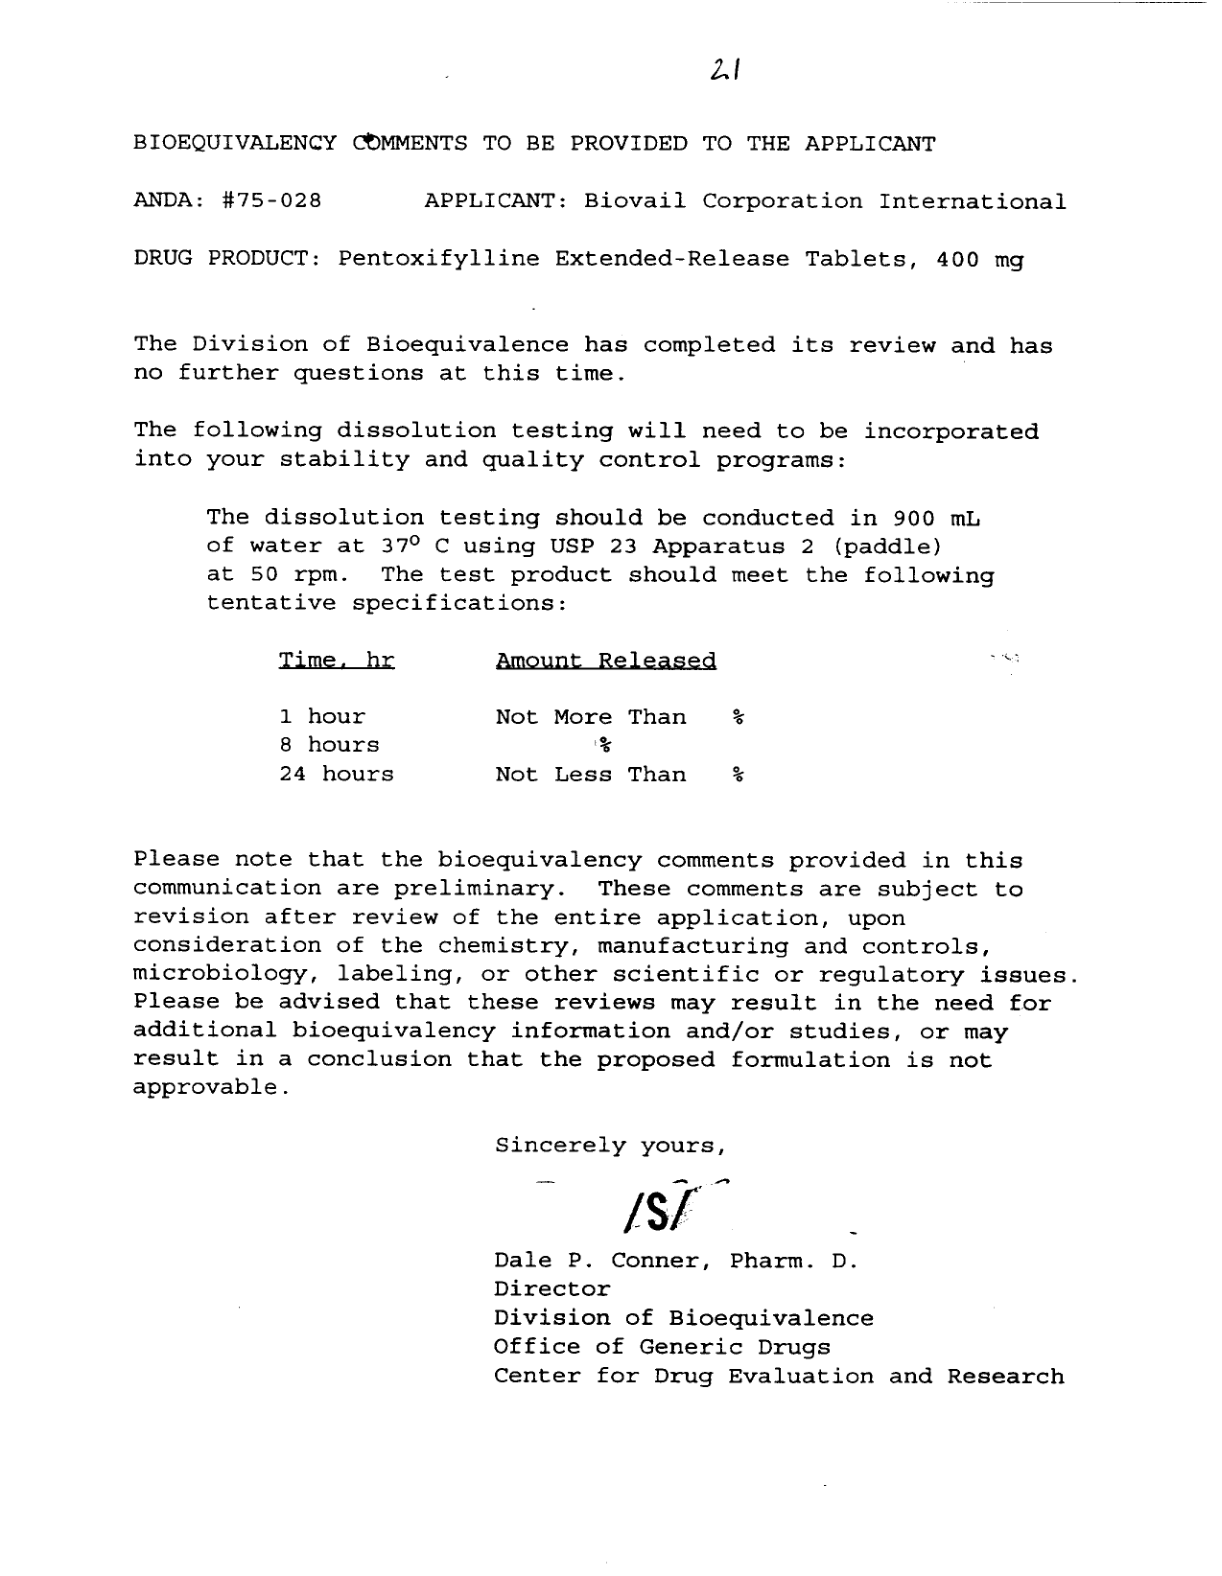 21
BIOEQUIVALENCY COMMENTS TO BE PROVIDED TO THE APPLICANT
ANDA: #75-028 APPLICANT: Biovail Corporation International
DRUG PRODUCT: Pentoxifylline Extended-Release Tablets, 400 mg
The Division of Bioequivalence has completed its review and has
no further questions at this time.
The following dissolution testing will need to be incorporated
into your stability and quality control programs:
The dissolution testing should be conducted in 900 mL
of water at 37º C using USP 23 Apparatus 2 (paddle)
at 50 rpm. The test product should meet the following
tentative specifications:
Time, hr Amount Released
1 hour Not More Than %
8 hours %
24 hours Not Less Than %
Please note that the bioequivalency comments provided in this
communication are preliminary. These comments are subject to
revision after review of the entire application, upon
consideration of the chemistry, manufacturing and controls,
microbiology, labeling, or other scientific or regulatory issues.
Please be advised that these reviews may result in the need for
additional bioequivalency information and/or studies, or may
result in a conclusion that the proposed formulation is not
approvable.
Sincerely yours,
/S/
Dale P. Conner, Pharm. D.
Director
Division of Bioequivalence
Office of Generic Drugs
Center for Drug Evaluation and Research